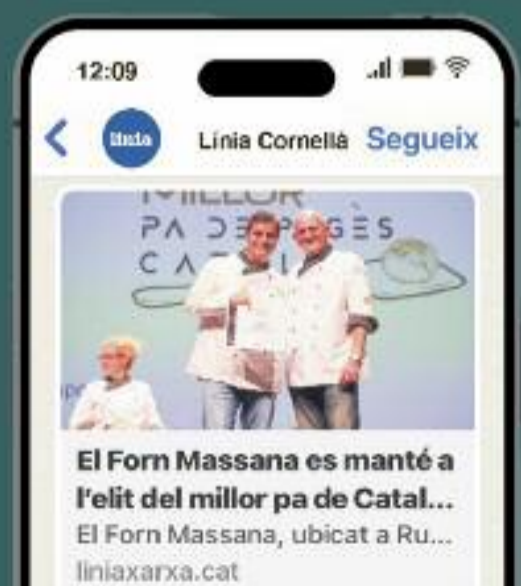 12:09
línia
Línia Cornellà
Segueix
MILLOR
PA DE PAGÈS
El Forn Massana es manté a
l'elit del millor pa de Catal...
El Forn Massana, ubicat a Ru...
liniaxarxa.cat